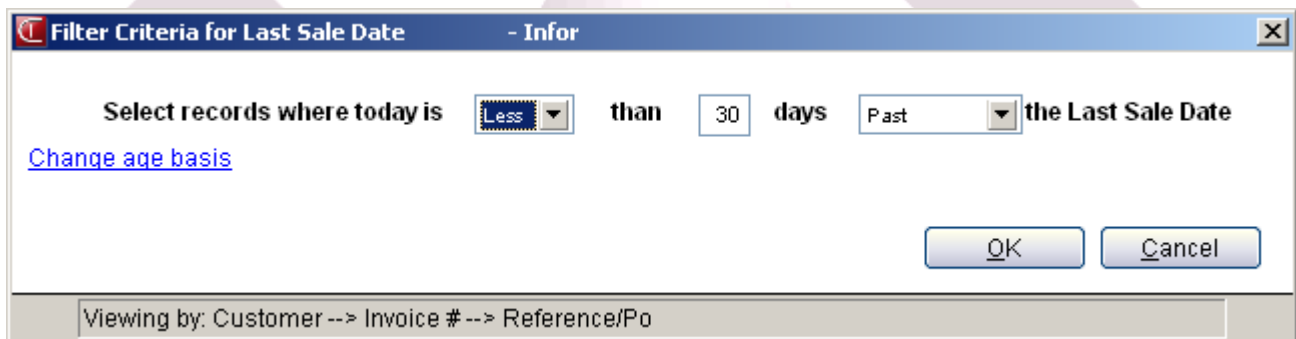 Filter Criteria for Last Sale Date - Infor
Select records where today is Less than 30 days Past the Last Sale Date
Change age basis
OK Cancel
Viewing by: Customer --> Invoice # --> Reference/Po